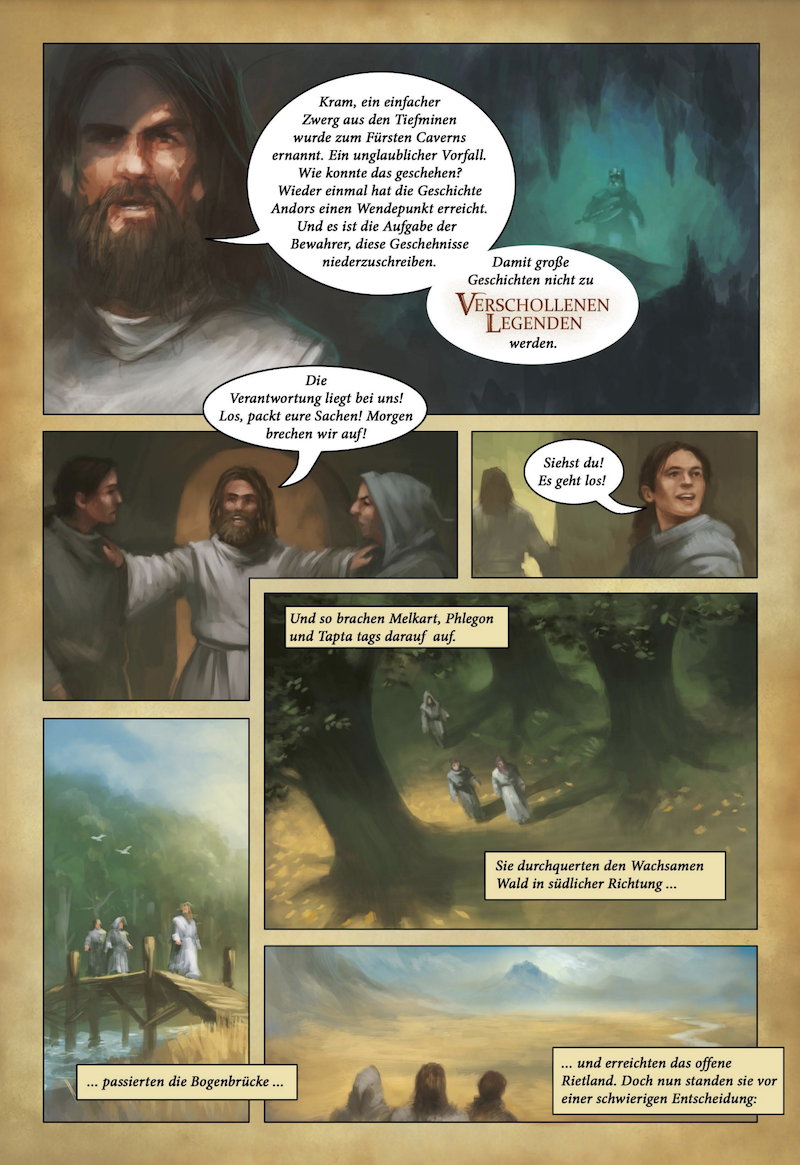 Kram, ein einfacher
Zwerg aus den Tiefminen
wurde zum Fürsten Caverns
ernannt. Ein unglaublicher Vorfall.
Wie konnte das geschehen?
Wieder einmal hat die Geschichte
Andors einen Wendepunkt erreicht.
Und es ist die Aufgabe der
Bewahrer, diese Geschehnisse
niederzuschreiben.
Damit große
Geschichten nicht zu
VERSCHOLLENEN
LEGENDEN
werden.
Die
Verantwortung liegt bei uns!
Los, packt eure Sachen! Morgen
brechen wir auf!
Siehst du!
Es geht los!
Und so brachen Melkart, Phlegon
und Tapta tags darauf auf.
Sie durchquerten den Wachsamen
Wald in südlicher Richtung ...
... passierten die Bogenbrücke ...
... und erreichten das offene
Rietland. Doch nun standen sie vor
einer schwierigen Entscheidung: